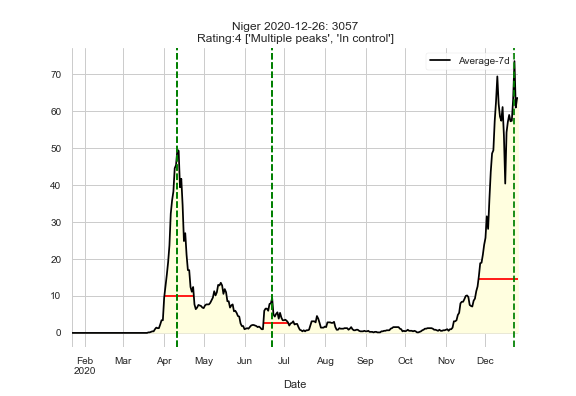 Niger 2020-12-26: 3057
Rating:4 ['Multiple peaks', 'In control']
Average-7d
70
60
50
40
30
20
10
0
Feb Mar Apr May Jun Jul Aug Sep Oct Nov Dec
2020
Date